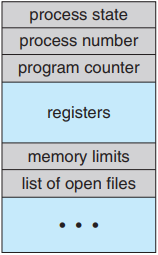 process state
process number
program counter
registers
memory limits
list of open files
• • •